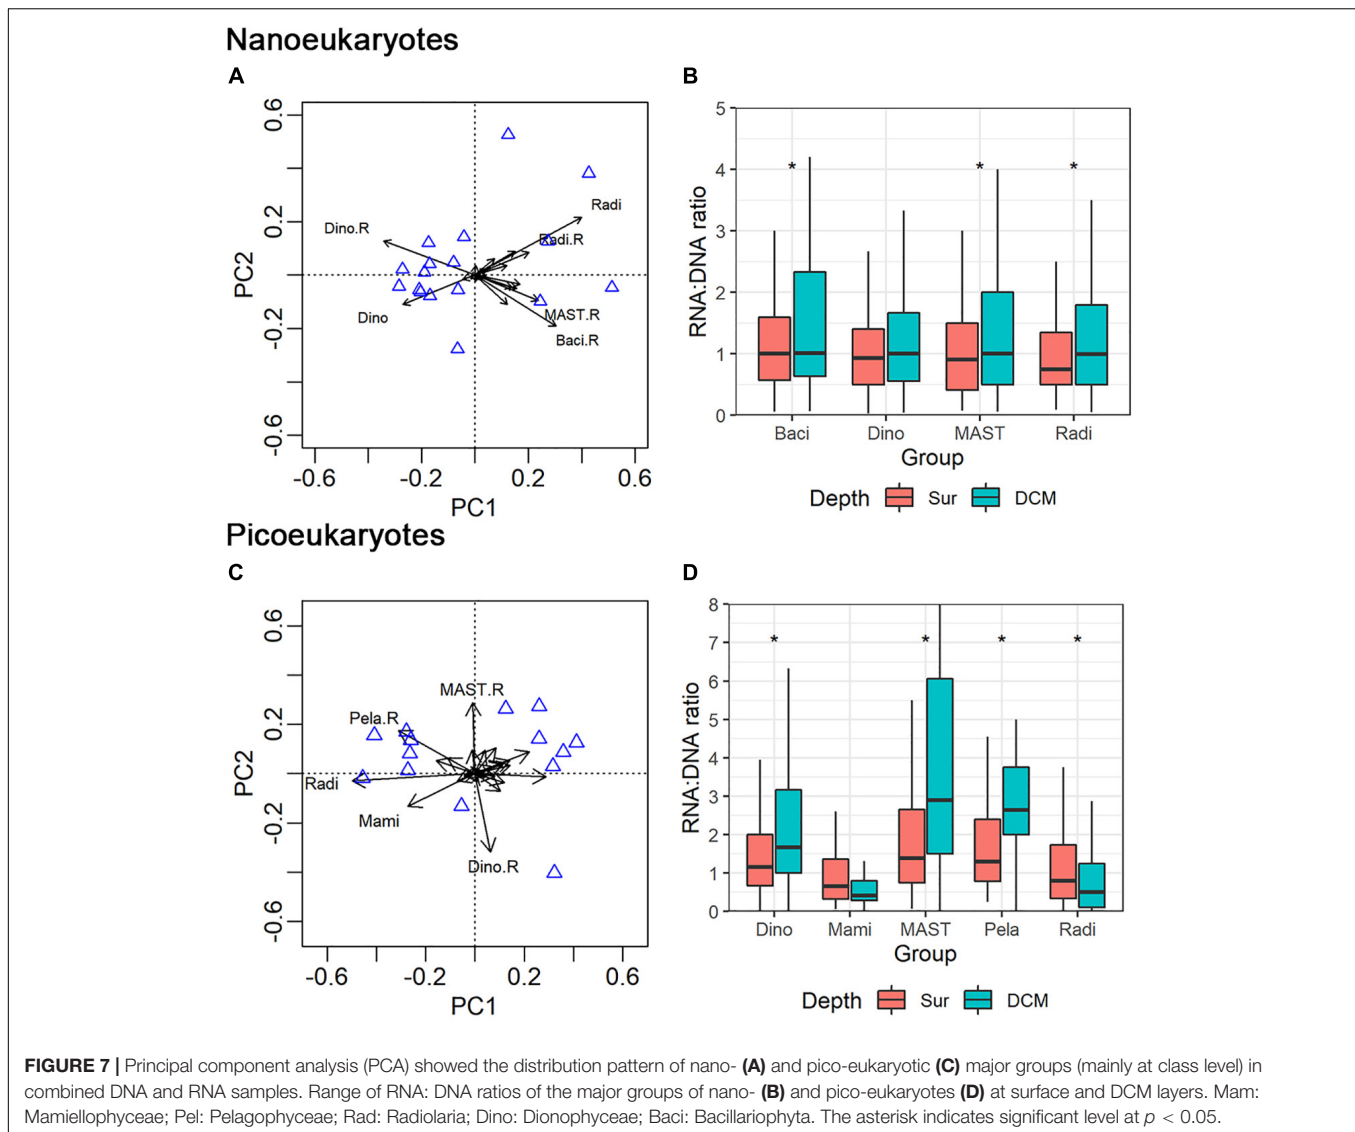 Nanoeukaryotes
A
0.6
0.2
-0.2
-0.6
PC2
Radi
Dino.R
Radi.R
Dino
MAST.R
Baci.R
-0.6 -0.2 0.2 0.6
PC1
B
5
4
3
2
1
0
RNA:DNA ratio
* * *
Baci Dino MAST Radi
Group
Depth Sur DCM
Picoeukaryotes
C
0.6
0.2
-0.2
-0.6
PC2
MAST.R
Pela.R
Radi
Mami
Dino.R
-0.6 -0.2 0.2 0.6
PC1
D
8
7
6
5
4
3
2
1
0
RNA:DNA ratio
* * * *
Dino Mami MAST Pela Radi
Group
Depth Sur DCM
FIGURE 7 | Principal component analysis (PCA) showed the distribution pattern of nano- (A) and pico-eukaryotic (C) major groups (mainly at class level) in
combined DNA and RNA samples. Range of RNA: DNA ratios of the major groups of nano- (B) and pico-eukaryotes (D) at surface and DCM layers. Mam:
Mamiellophyceae; Pel: Pelagophyceae; Rad: Radiolaria; Dino: Dionophyceae; Baci: Bacillariophyta. The asterisk indicates significant level at p < 0.05.